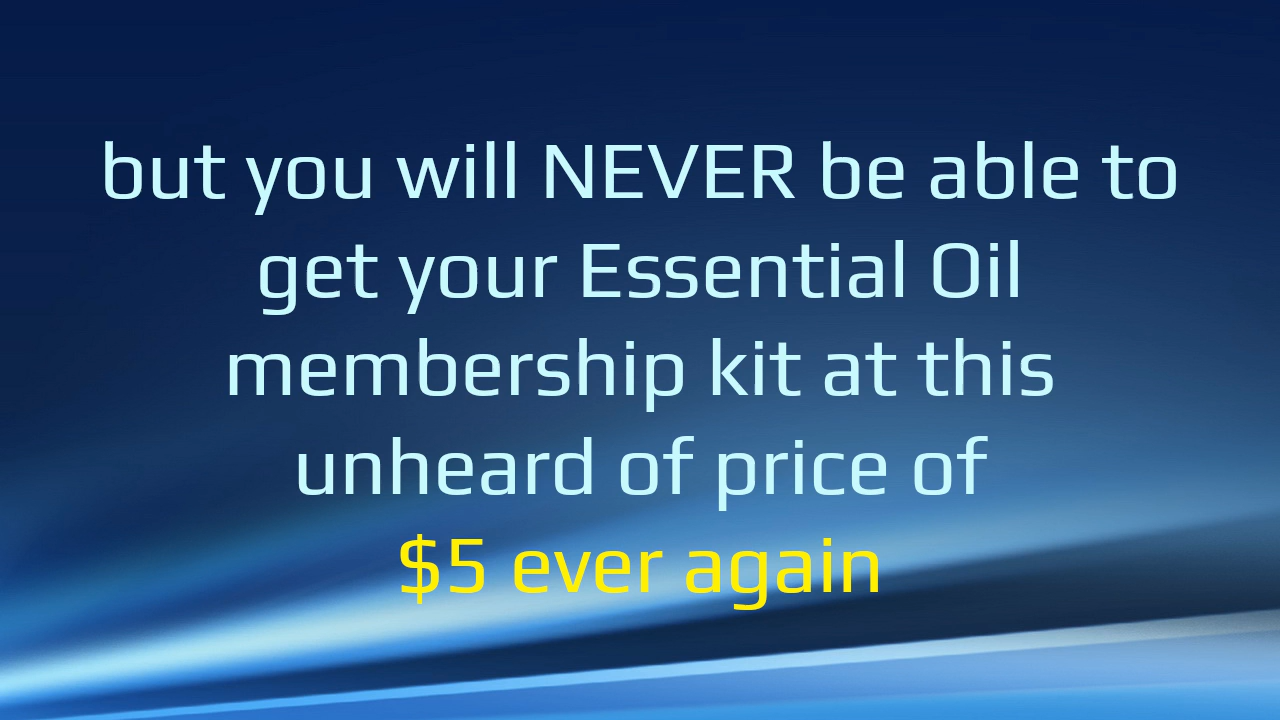 but you will NEVER be able to
get your Essential Oil
membership kit at this
unheard of price of
$5 ever again